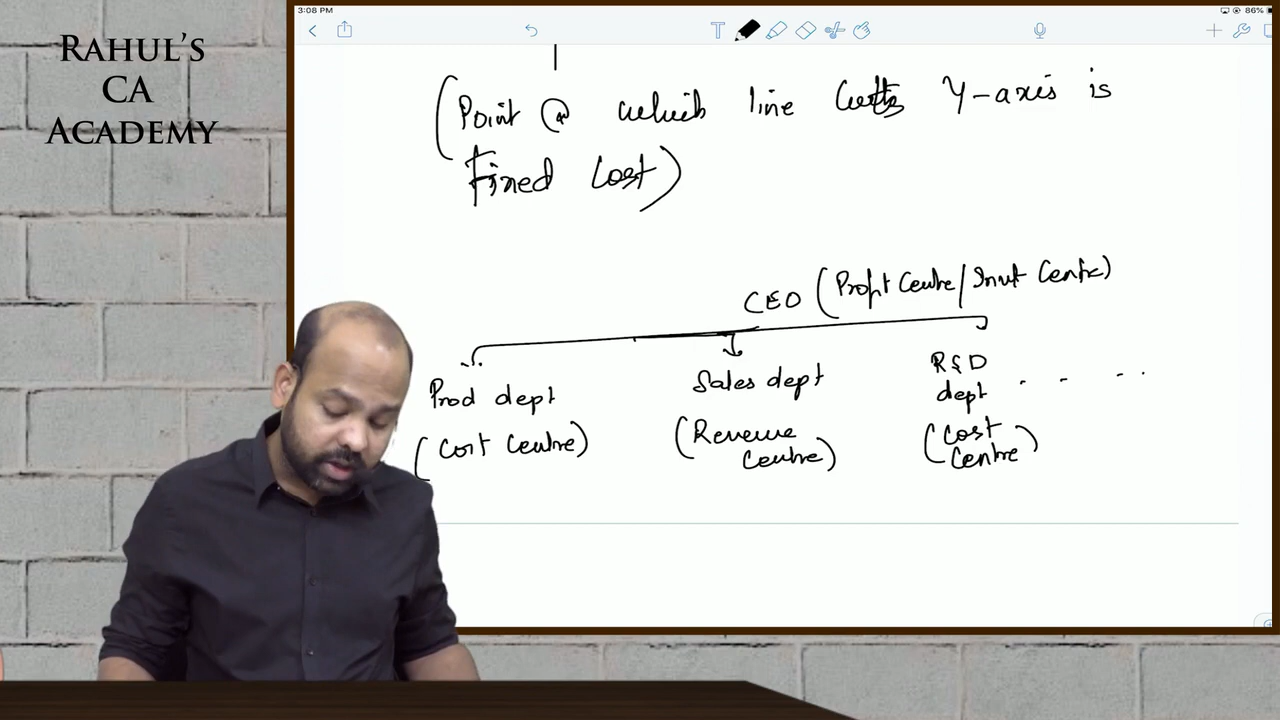 RAHUL'S
CA
ACADEMY
3:08 PM
86%
T
(Point @ which line cuts Y-axis is
Fixed Cost)
CEO (Profit Centre/Invt Centre)
Prod dept
Sales dept
R&D
dept . - - . .
(Cost Centre)
(Revenue
Centre)
(Cost
Centre)